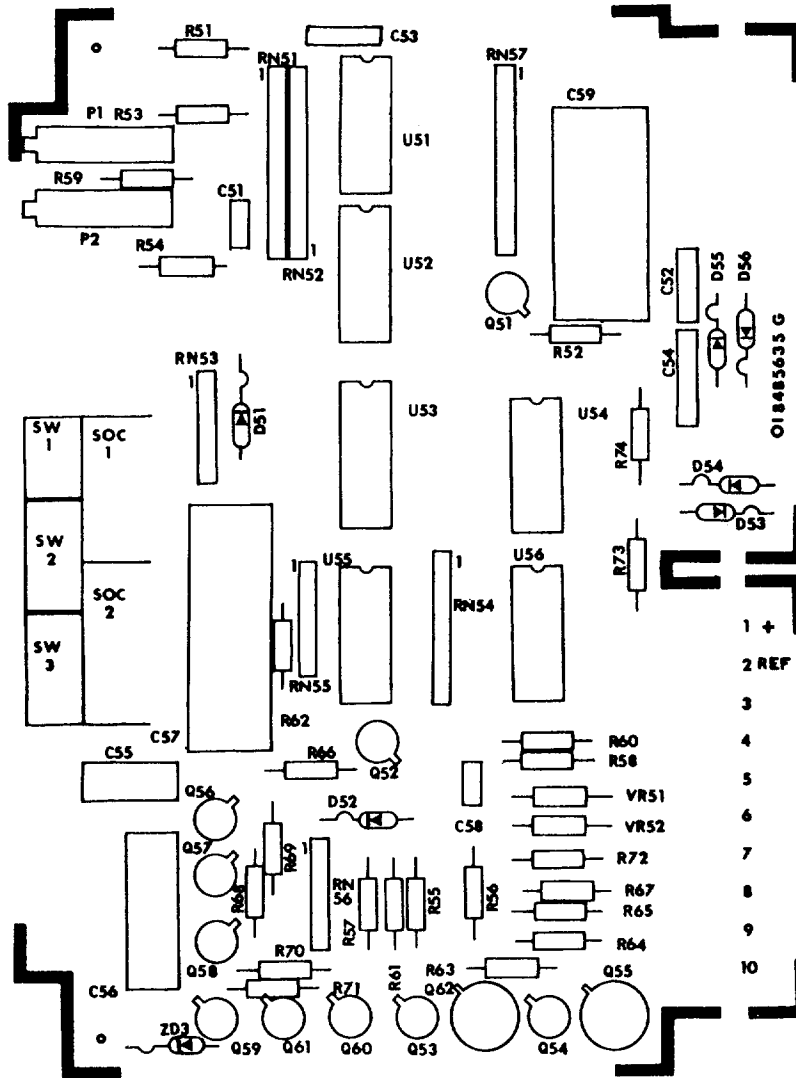 R51
C53
RN51
1
RN57
1
P1
R53
C59
U51
R59
C51
P2
R54
1
RN52
U52
C52
D55
D56
Q51
R52
C54
RN53
1
D51
U53
U54
R74
018485635 G
SW
1
SOC
1
D54
D53
SW
2
U55
1
1
U56
R73
SOC
2
RN54
1 +
SW
3
2 REF
RN55
3
R62
C57
R60
4
C55
R66
Q52
R58
5
Q56
D52
VR51
C58
6
Q57
R69
1
VR52
R72
7
R68
RN
56
R57
R55
R56
R67
8
R65
9
R64
Q58
R70
R61
R63
Q55
10
C56
R71
Q62
ZD3
Q59
Q61
Q60
Q53
Q54